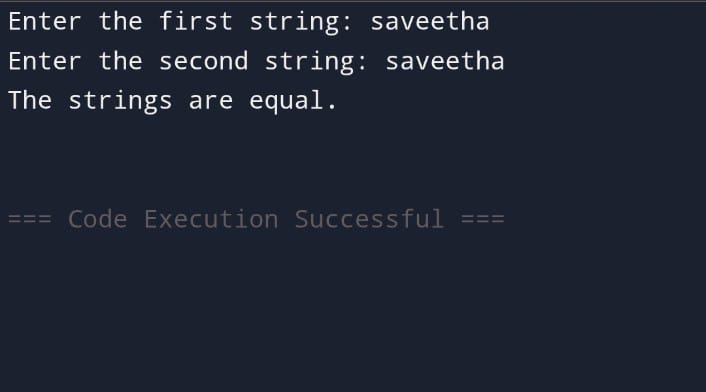 Enter the first string: saveetha
Enter the second string: saveetha
The strings are equal.
=== Code Execution Successful ===